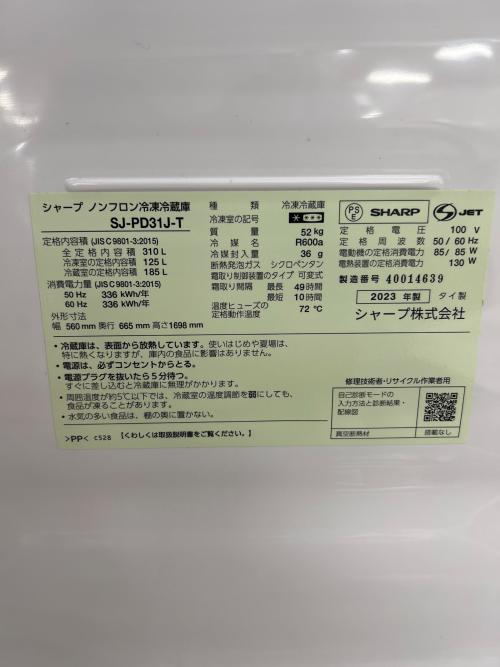 シャープ ノンフロン冷凍冷蔵庫
SJ-PD31J-T
定格内容積 (JIS C 9801-3:2015)
全定格内容積 310 L
冷凍室の定格内容積 125 L
冷蔵室の定格内容積 185 L
消費電力量 (JIS C 9801-3:2015)
50 Hz 336 kWh/年
60 Hz 336 kWh/年
外形寸法
幅 560 mm 奥行 665 mm 高さ 1698 mm
種類 冷凍冷蔵庫
冷凍室の記号
質量 52 kg
冷媒名 R600a
冷媒封入量 36 g
断熱発泡ガス シクロペンタン
霜取り制御装置のタイプ 可変式
霜取り間隔 最長 49時間
最短 10時間
温度ヒューズの
定格動作温度 72 ℃
PS
E
SHARP
JET
定格電圧 100 V
定格周波数 50 / 60 Hz
電動機の定格消費電力 85 / 85 W
電熱装置の定格消費電力 130 W
製造番号 40014639
2023 年製 タイ製
シャープ株式会社
・冷蔵庫は、表面から放熱しています。使いはじめや夏場は、
特に熱くなりますが、庫内の食品に影響はありません。
・電源は、必ずコンセントからとる。
・電源プラグを抜いたら5分待つ。
すぐに差し込むと冷蔵庫に無理がかかります。
・周囲温度が約5℃以下では、冷蔵室の温度調節を弱にしても、
食品が凍ることがあります。
・水気の多い食品は、棚の奥に置かない。
>PP< C528 【くわしくは取扱説明書をご覧ください。】
修理技術者・リサイクル作業者用
自己診断モードの
入力方法と診断結果・
配線図
真空断熱材 搭載なし